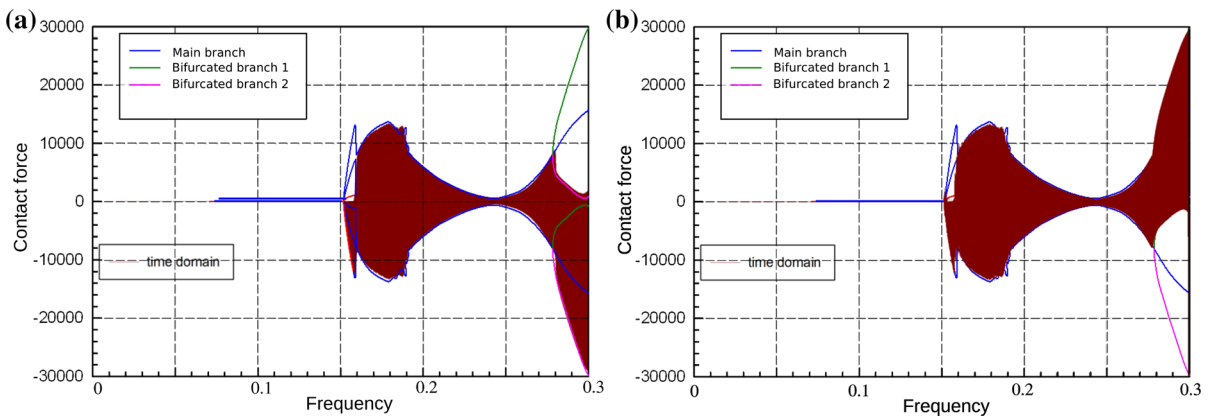 (a)
30000
20000
10000
0
-10000
-20000
-30000
Contact force
Main branch
Bifurcated branch 1
Bifurcated branch 2
time domain
0
0.1
0.2
0.3
Frequency
(b)
30000
20000
10000
0
-10000
-20000
-30000
Contact force
Main branch
Bifurcated branch 1
Bifurcated branch 2
time domain
0
0.1
0.2
0.3
Frequency